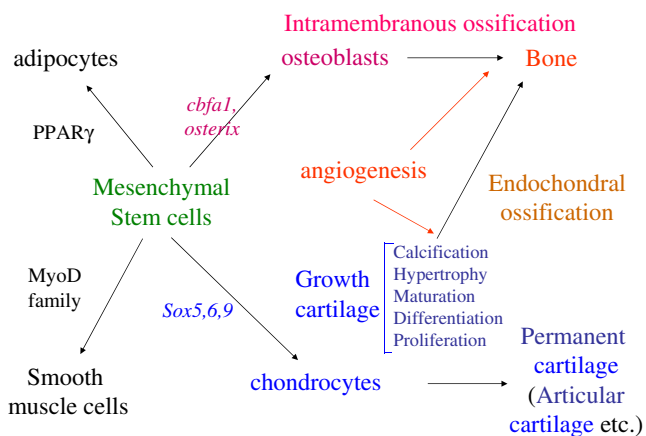 Intramembranous ossification
adipocytes
osteoblasts
Bone
cbfa1,
osterix
PPARγ
angiogenesis
Mesenchymal
Stem cells
Endochondral
ossification
MyoD
family
Sox5,6,9
Growth
cartilage
Calcification
Hypertrophy
Maturation
Differentiation
Proliferation
Smooth
muscle cells
chondrocytes
Permanent
cartilage
(Articular
cartilage etc.)